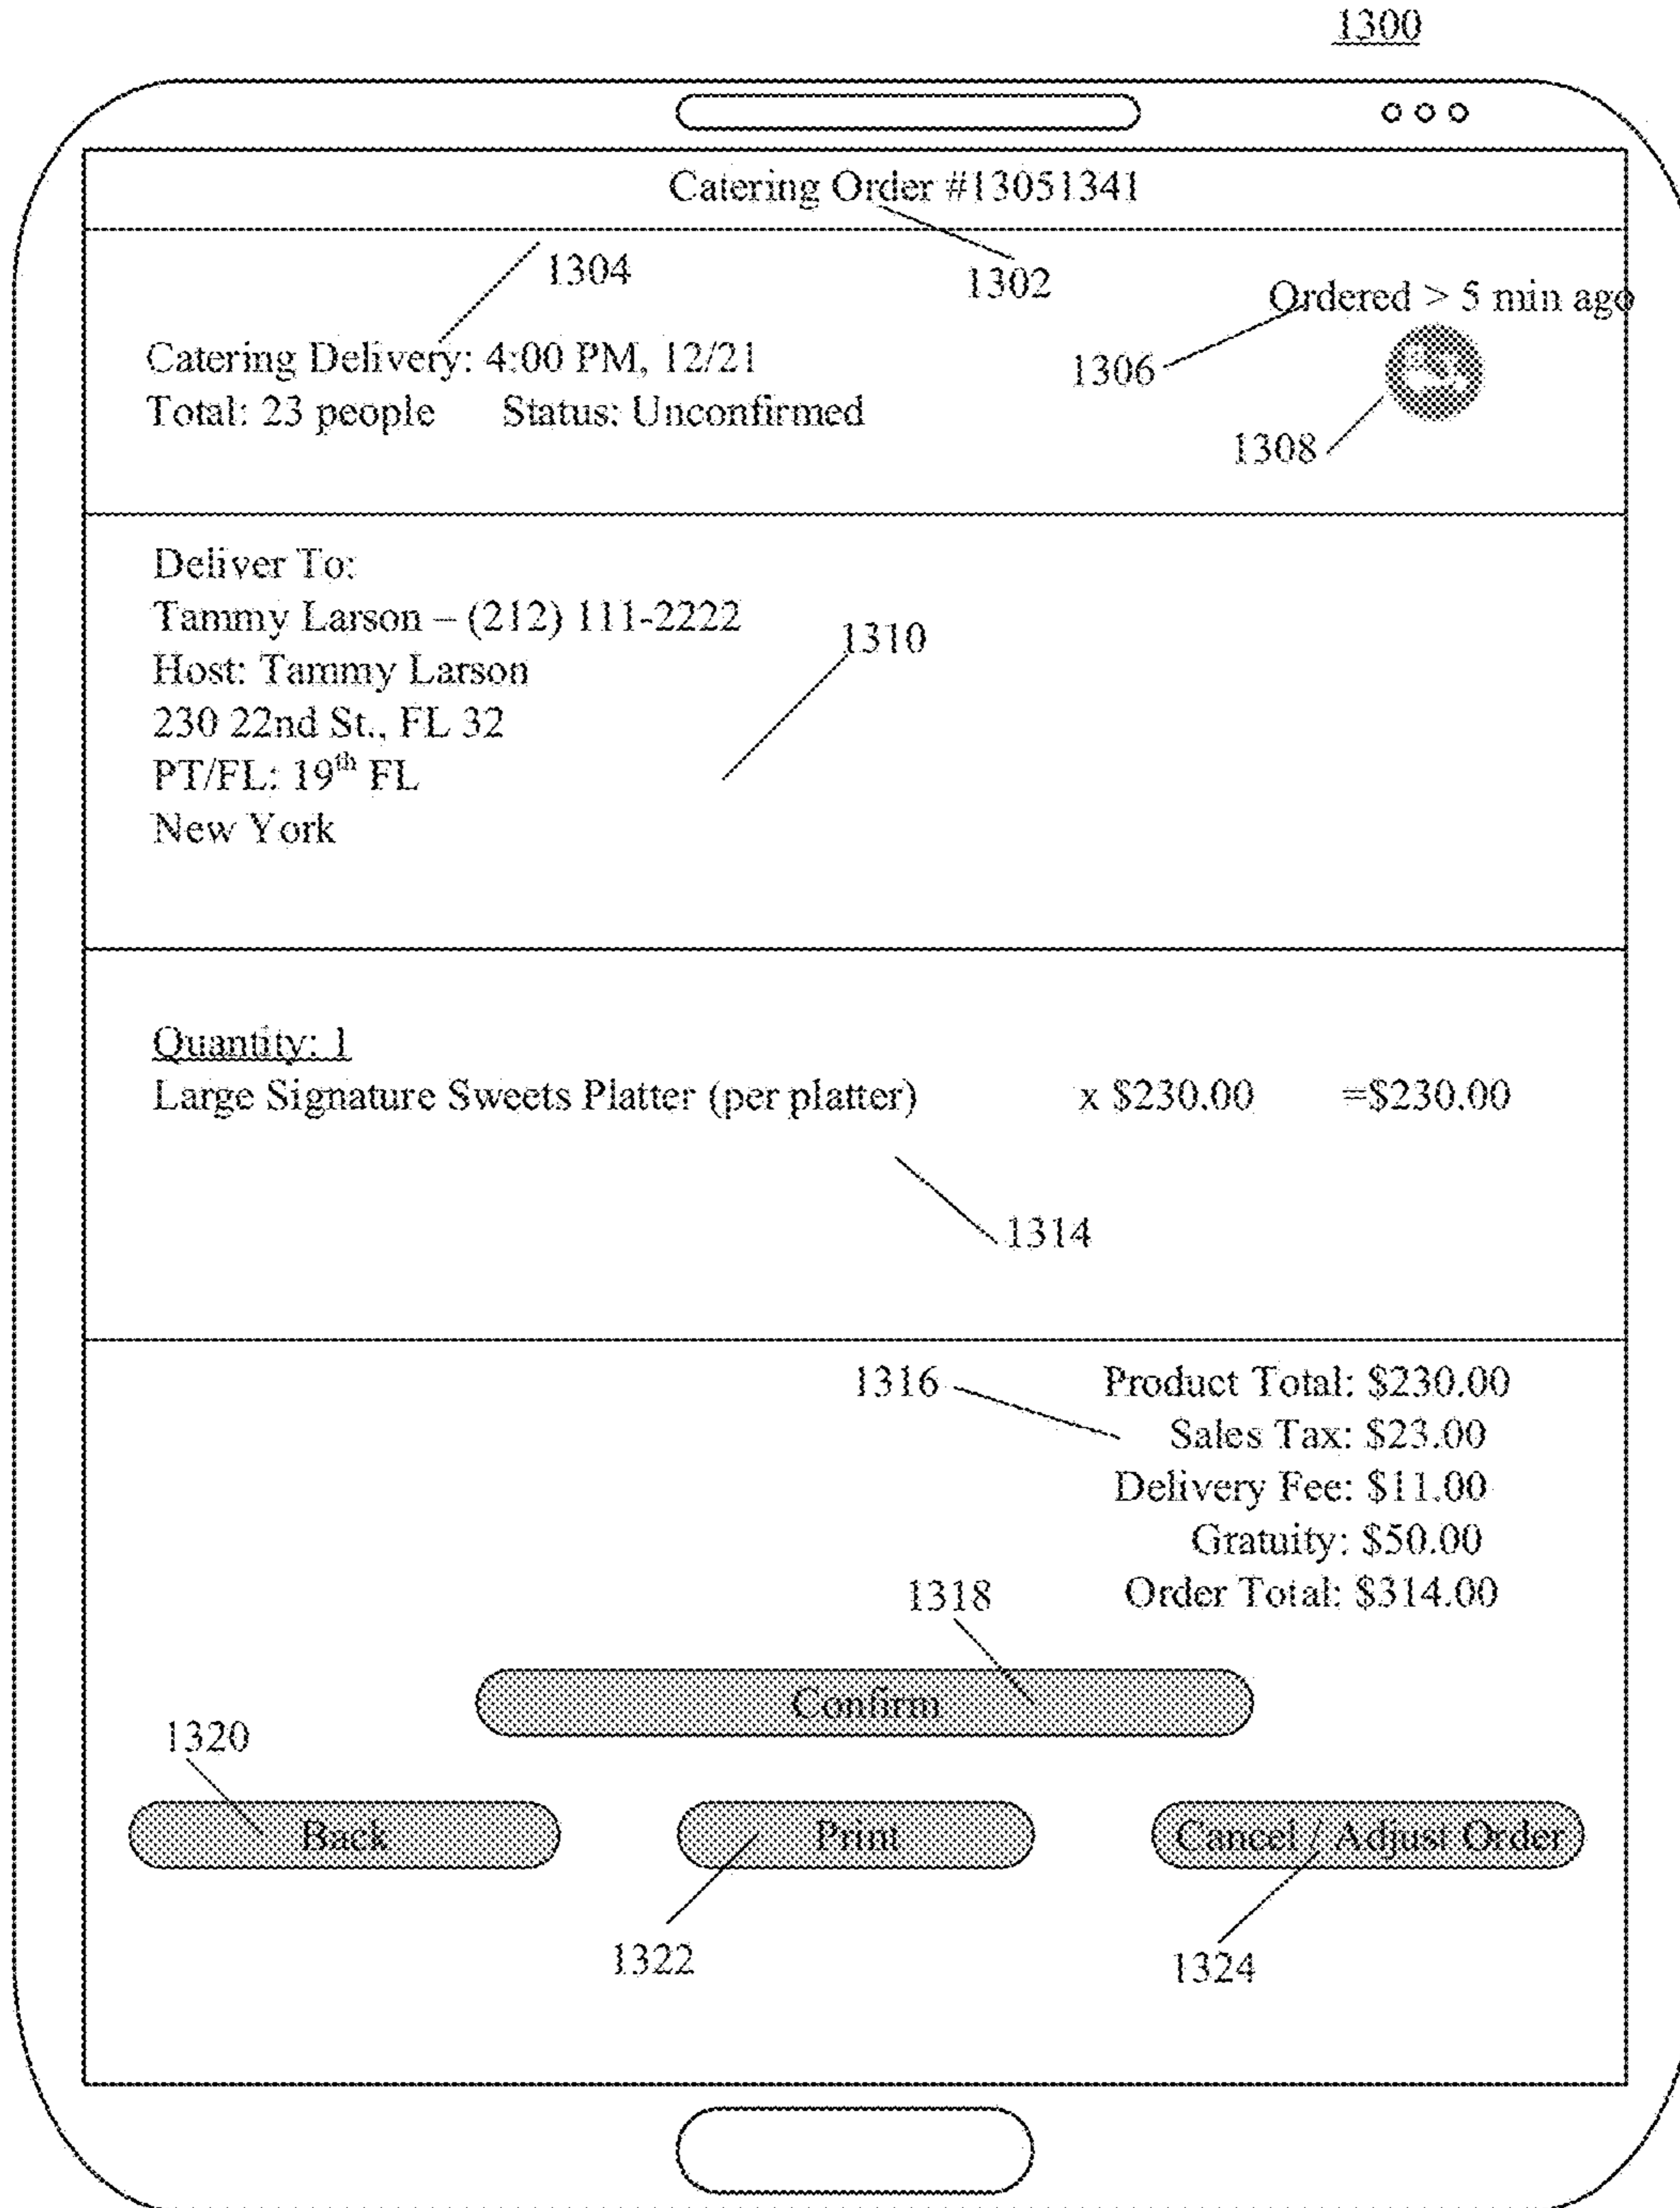 1300
Catering Order #13051341
1304
1302
Ordered > 5 min ago
Catering Delivery: 4:00 PM, 12/21
1306
Total: 23 people Status: Unconfirmed
1308
Deliver To:
Tammy Larson – (212) 111-2222
1310
Host: Tammy Larson
230 22nd St., FL 32
PT/FL: 19th FL
New York
Quantity: 1
Large Signature Sweets Platter (per platter) x $230.00 =$230.00
1314
1316
Product Total: $230.00
Sales Tax: $23.00
Delivery Fee: $11.00
Gratuity: $50.00
Order Total: $314.00
1318
Confirm
1320
Back Print Cancel / Adjust Order
1322
1324